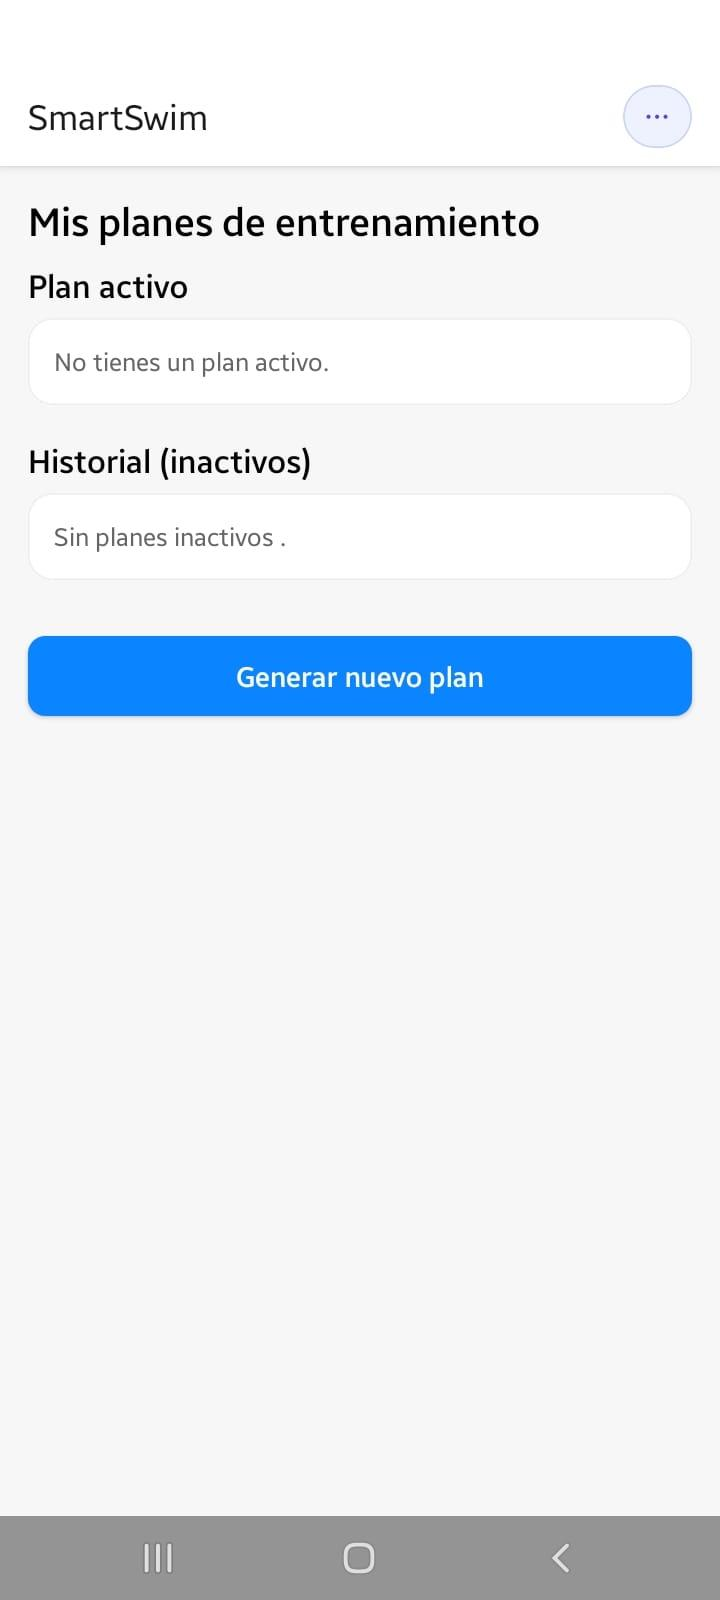 SmartSwim
Mis planes de entrenamiento
Plan activo
No tienes un plan activo.
Historial (inactivos)
Sin planes inactivos .
Generar nuevo plan